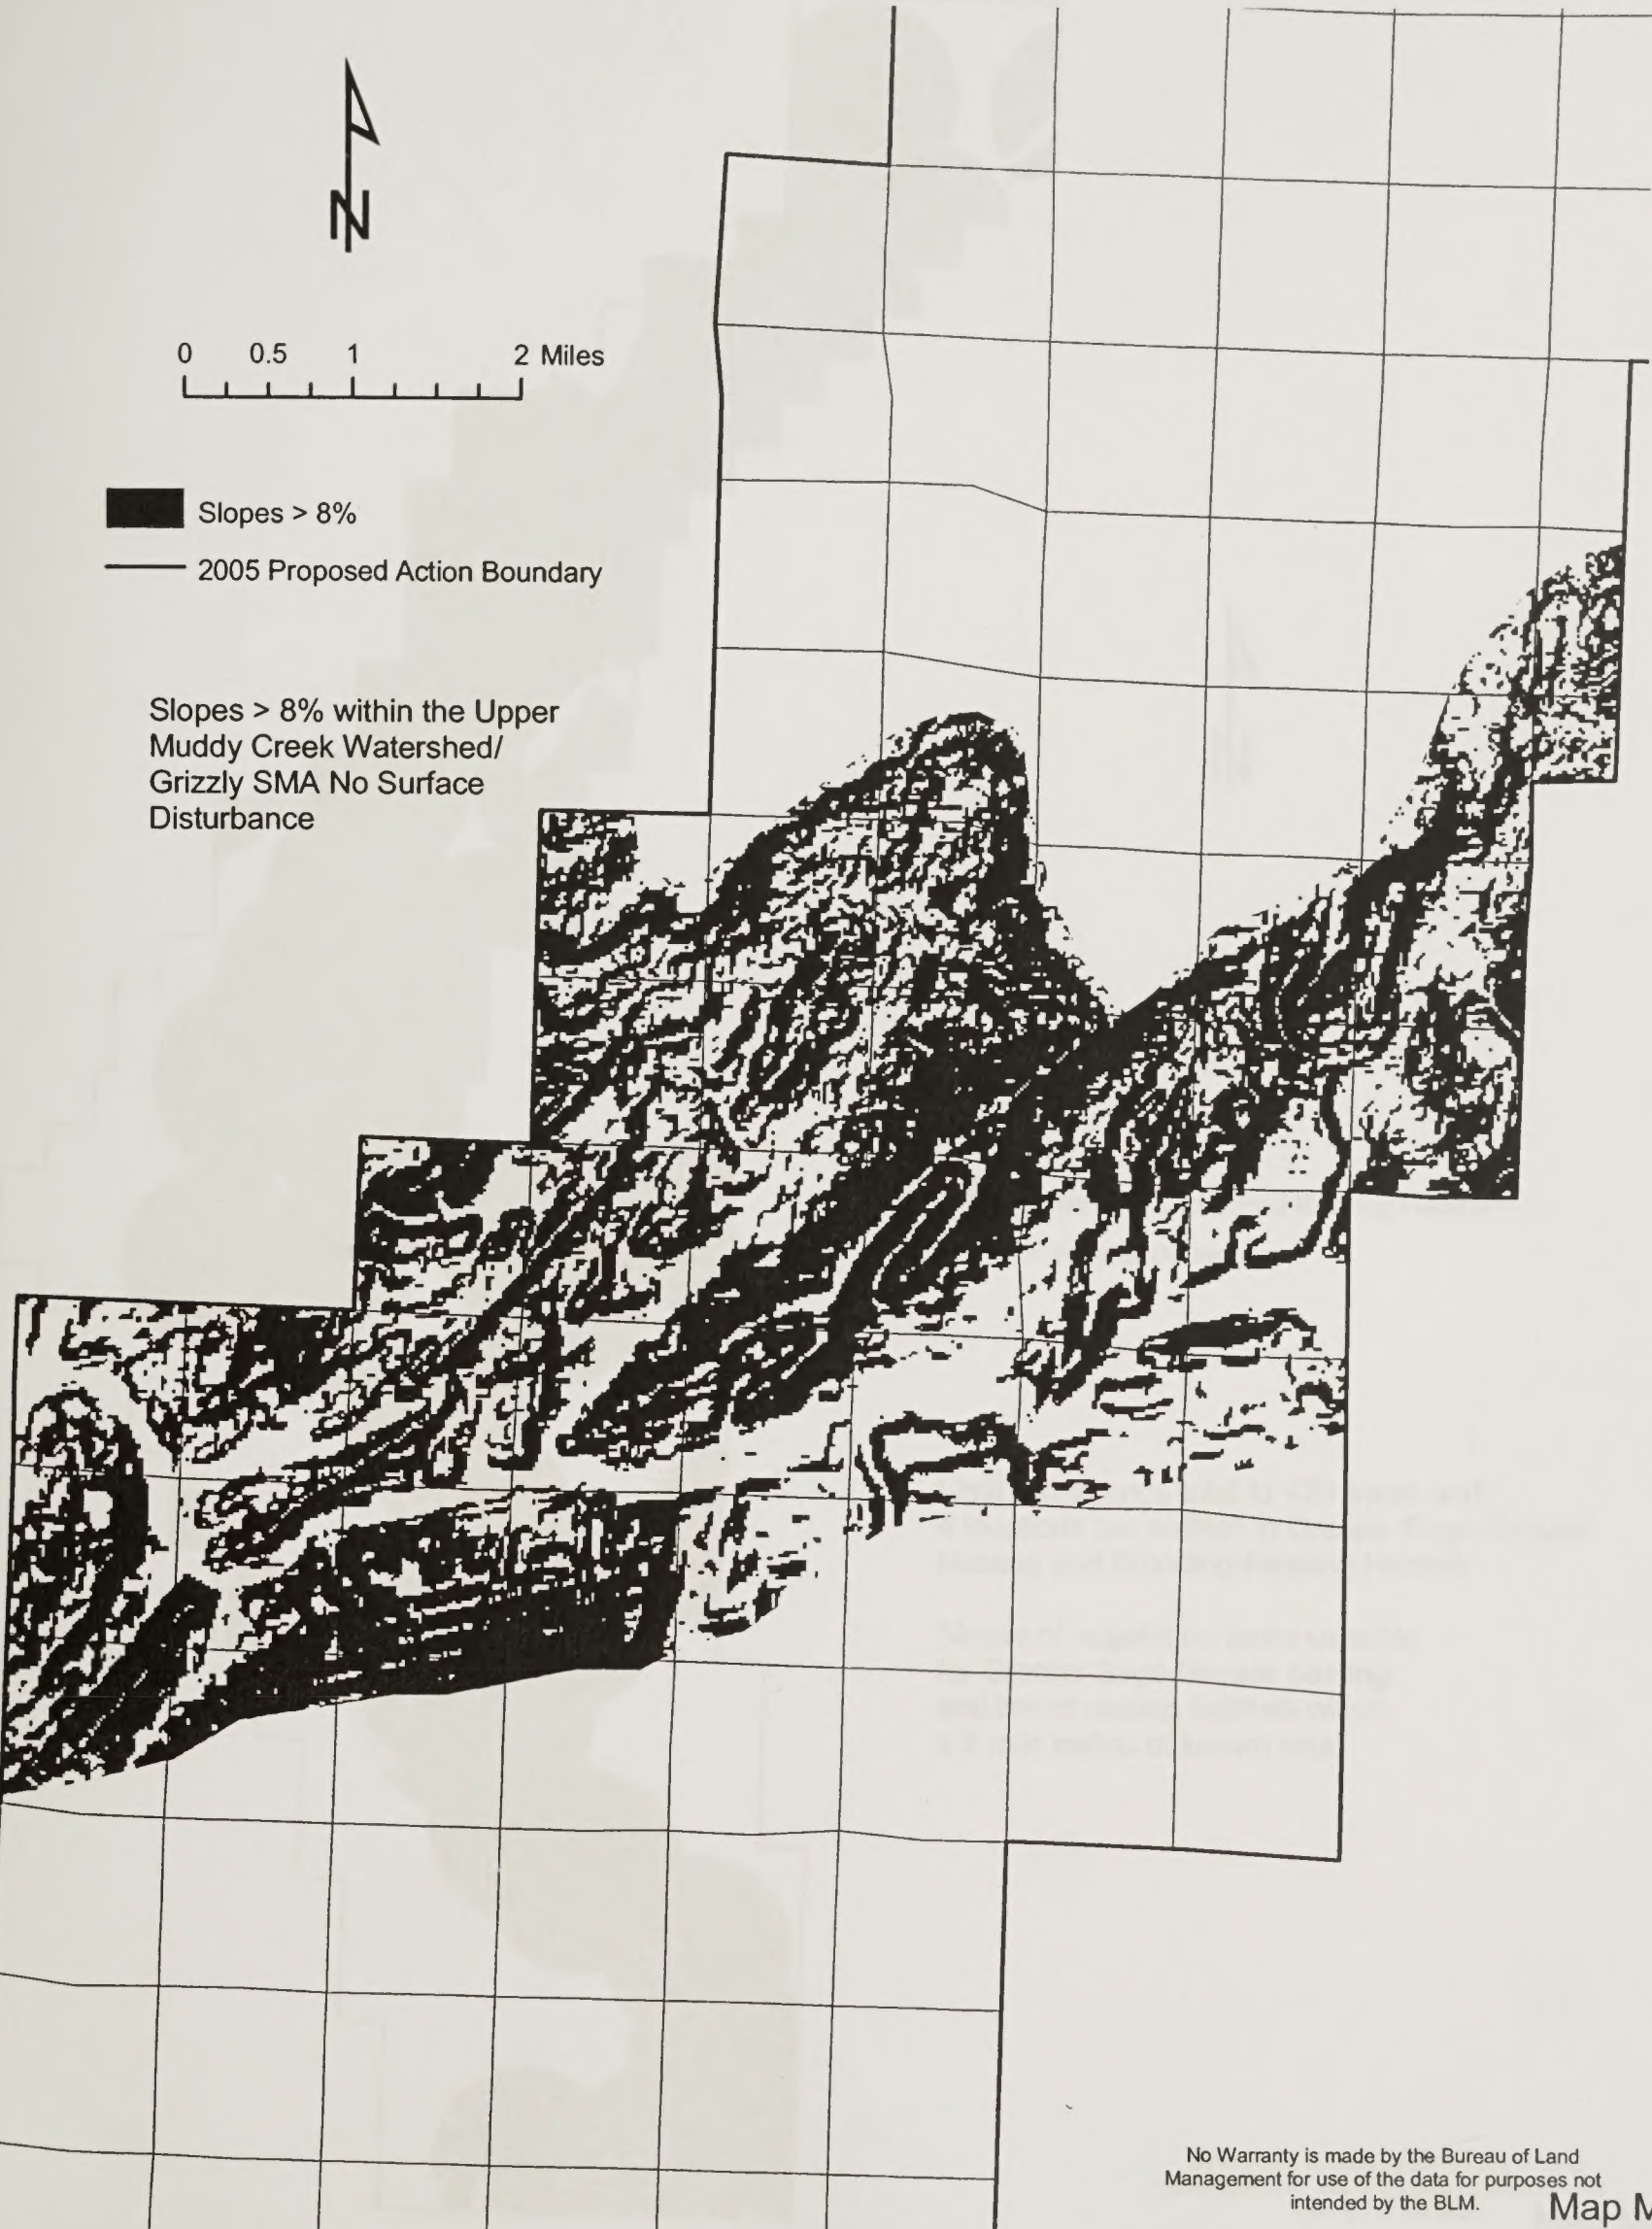 N
0 0.5 1 2 Miles
Slopes > 8%
2005 Proposed Action Boundary
Slopes > 8% within the Upper
Muddy Creek Watershed/
Grizzly SMA No Surface
Disturbance
No Warranty is made by the Bureau of Land
Management for use of the data for purposes not
intended by the BLM.
Map M